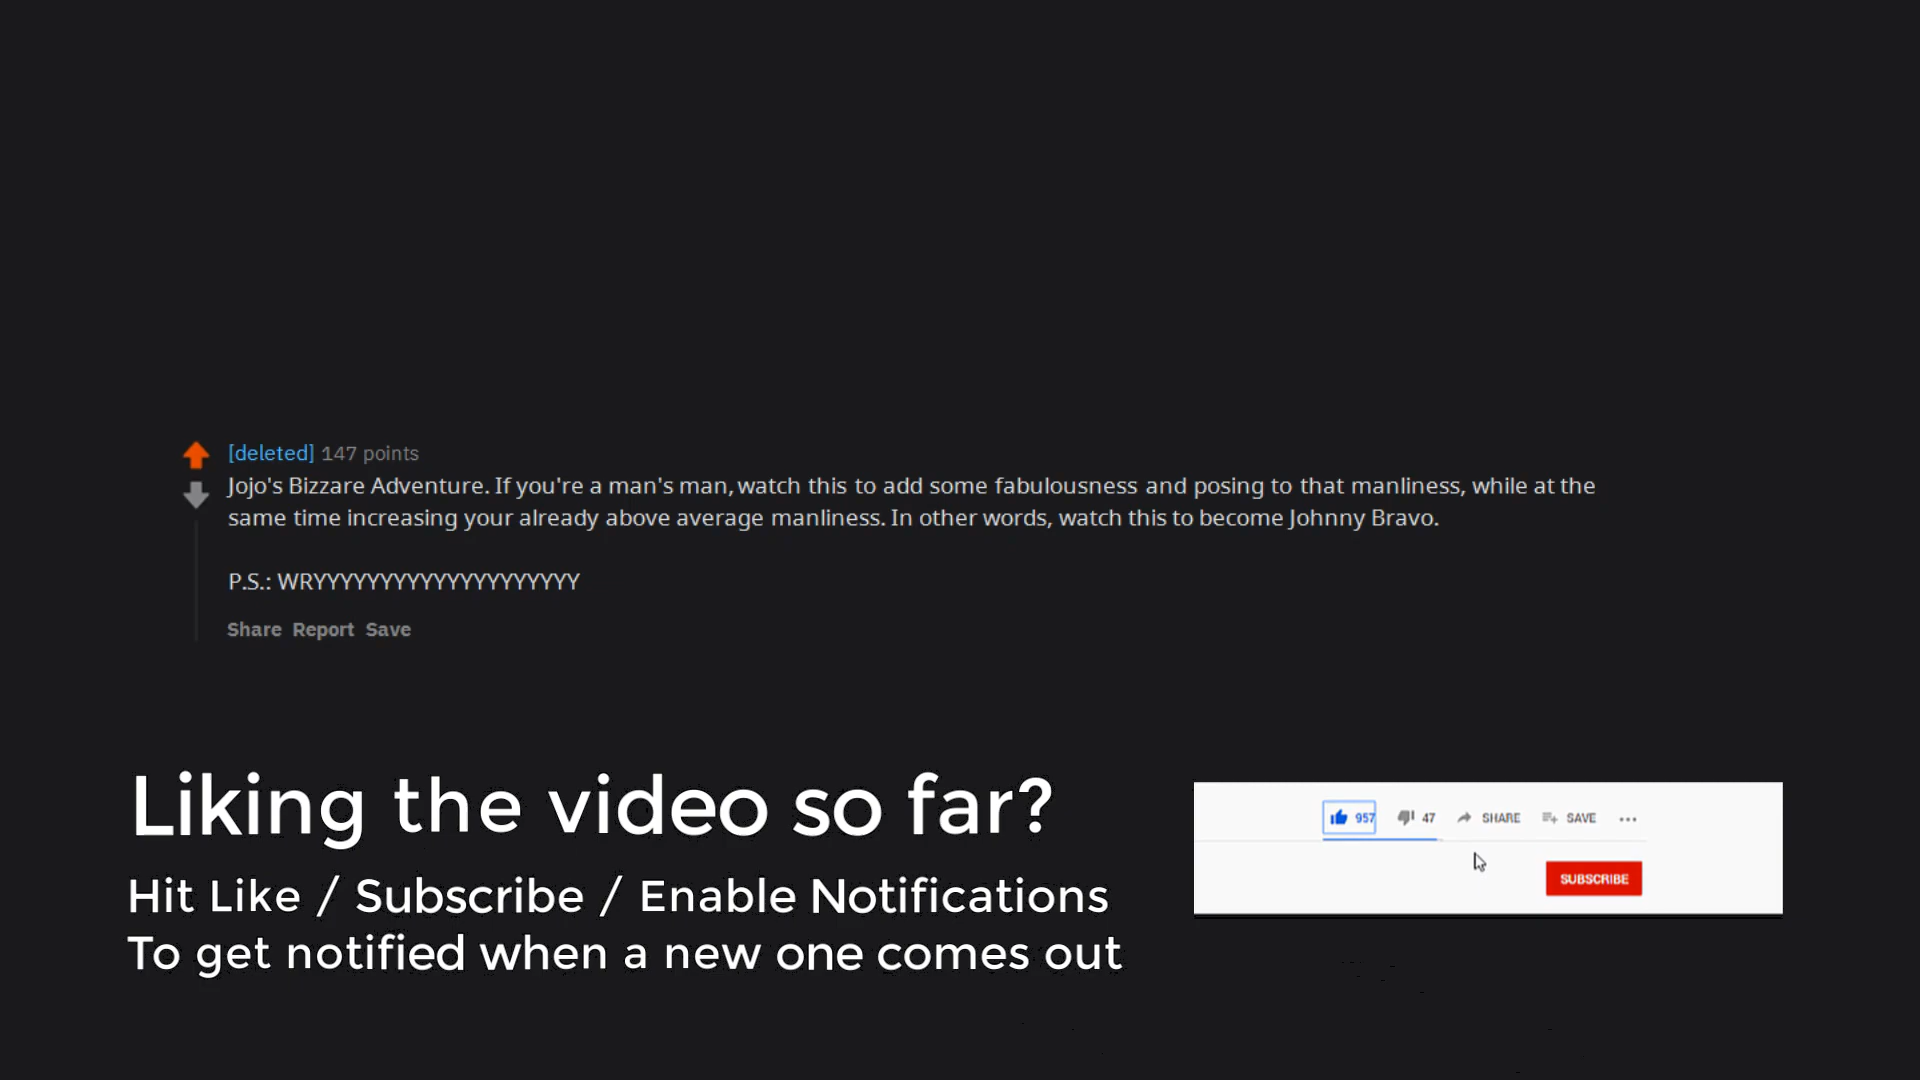 [deleted] 147 points
Jojo's Bizzare Adventure. If you're a man's man, watch this to add some fabulousness and posing to that manliness, while at the
same time increasing your already above average manliness. In other words, watch this to become Johnny Bravo.
P.S.: WRYYYYYYYYYYYYYYYYYYYY
Share Report Save
Liking the video so far?
Hit Like / Subscribe / Enable Notifications
To get notified when a new one comes out
957 47 SHARE SAVE ...
SUBSCRIBE